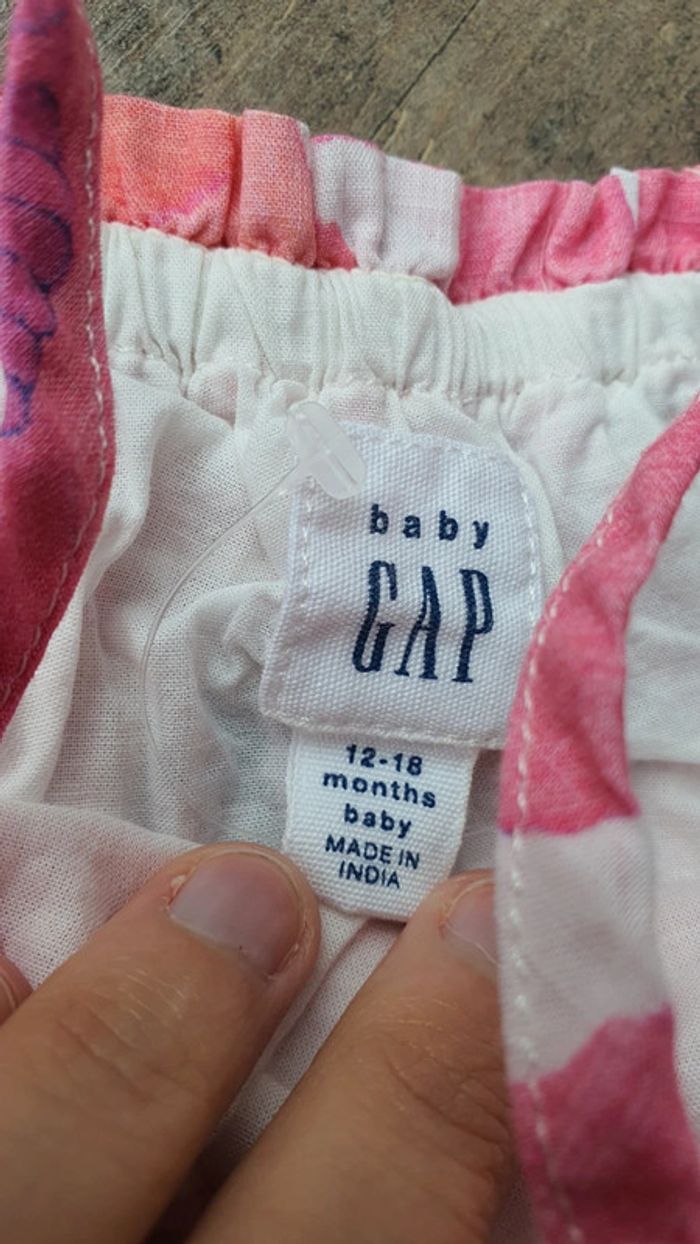 baby
GAP
12-18
months
baby
MADE IN
INDIA